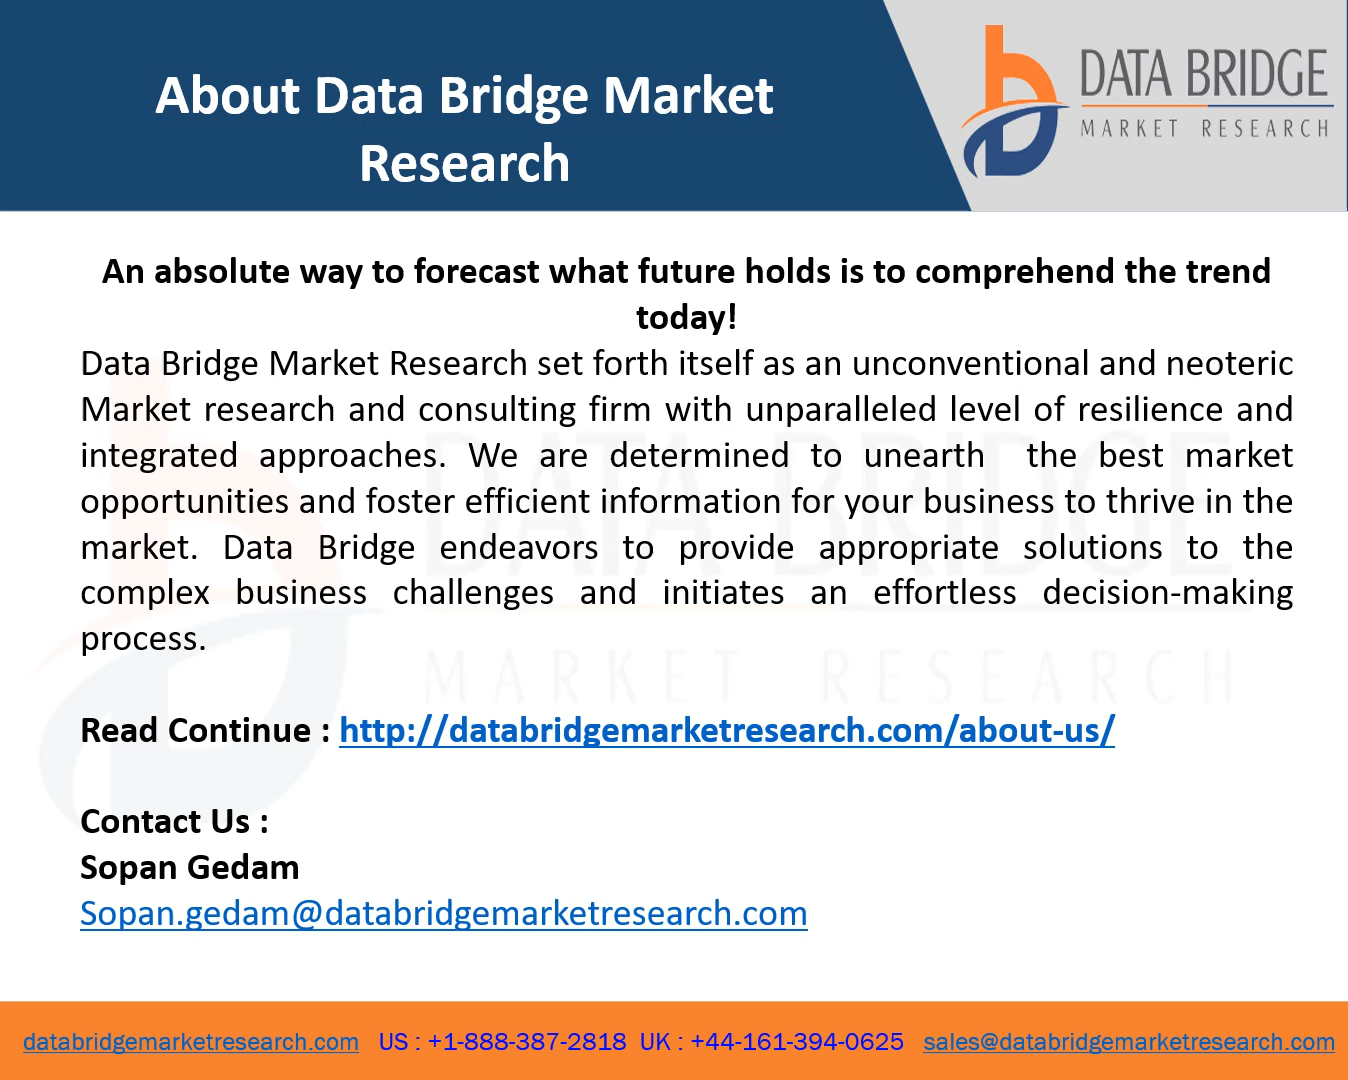 About Data Bridge Market
Research
DATA BRIDGE
MARKET RESEARCH
An absolute way to forecast what future holds is to comprehend the trend
today!
Data Bridge Market Research set forth itself as an unconventional and neoteric
Market research and consulting firm with unparalleled level of resilience and
integrated approaches. We are determined to unearth the best market
opportunities and foster efficient information for your business to thrive in the
market. Data Bridge endeavors to provide appropriate solutions to the
complex business challenges and initiates an effortless decision-making
process.
DATA BRIDGE
MARKET RESEARCH
Read Continue : http://databridgemarketresearch.com/about-us/
Contact Us :
Sopan Gedam
Sopan.gedam@databridgemarketresearch.com
databridgemarketresearch.com US : +1-888-387-2818 UK : +44-161-394-0625 sales@databridgemarketresearch.com